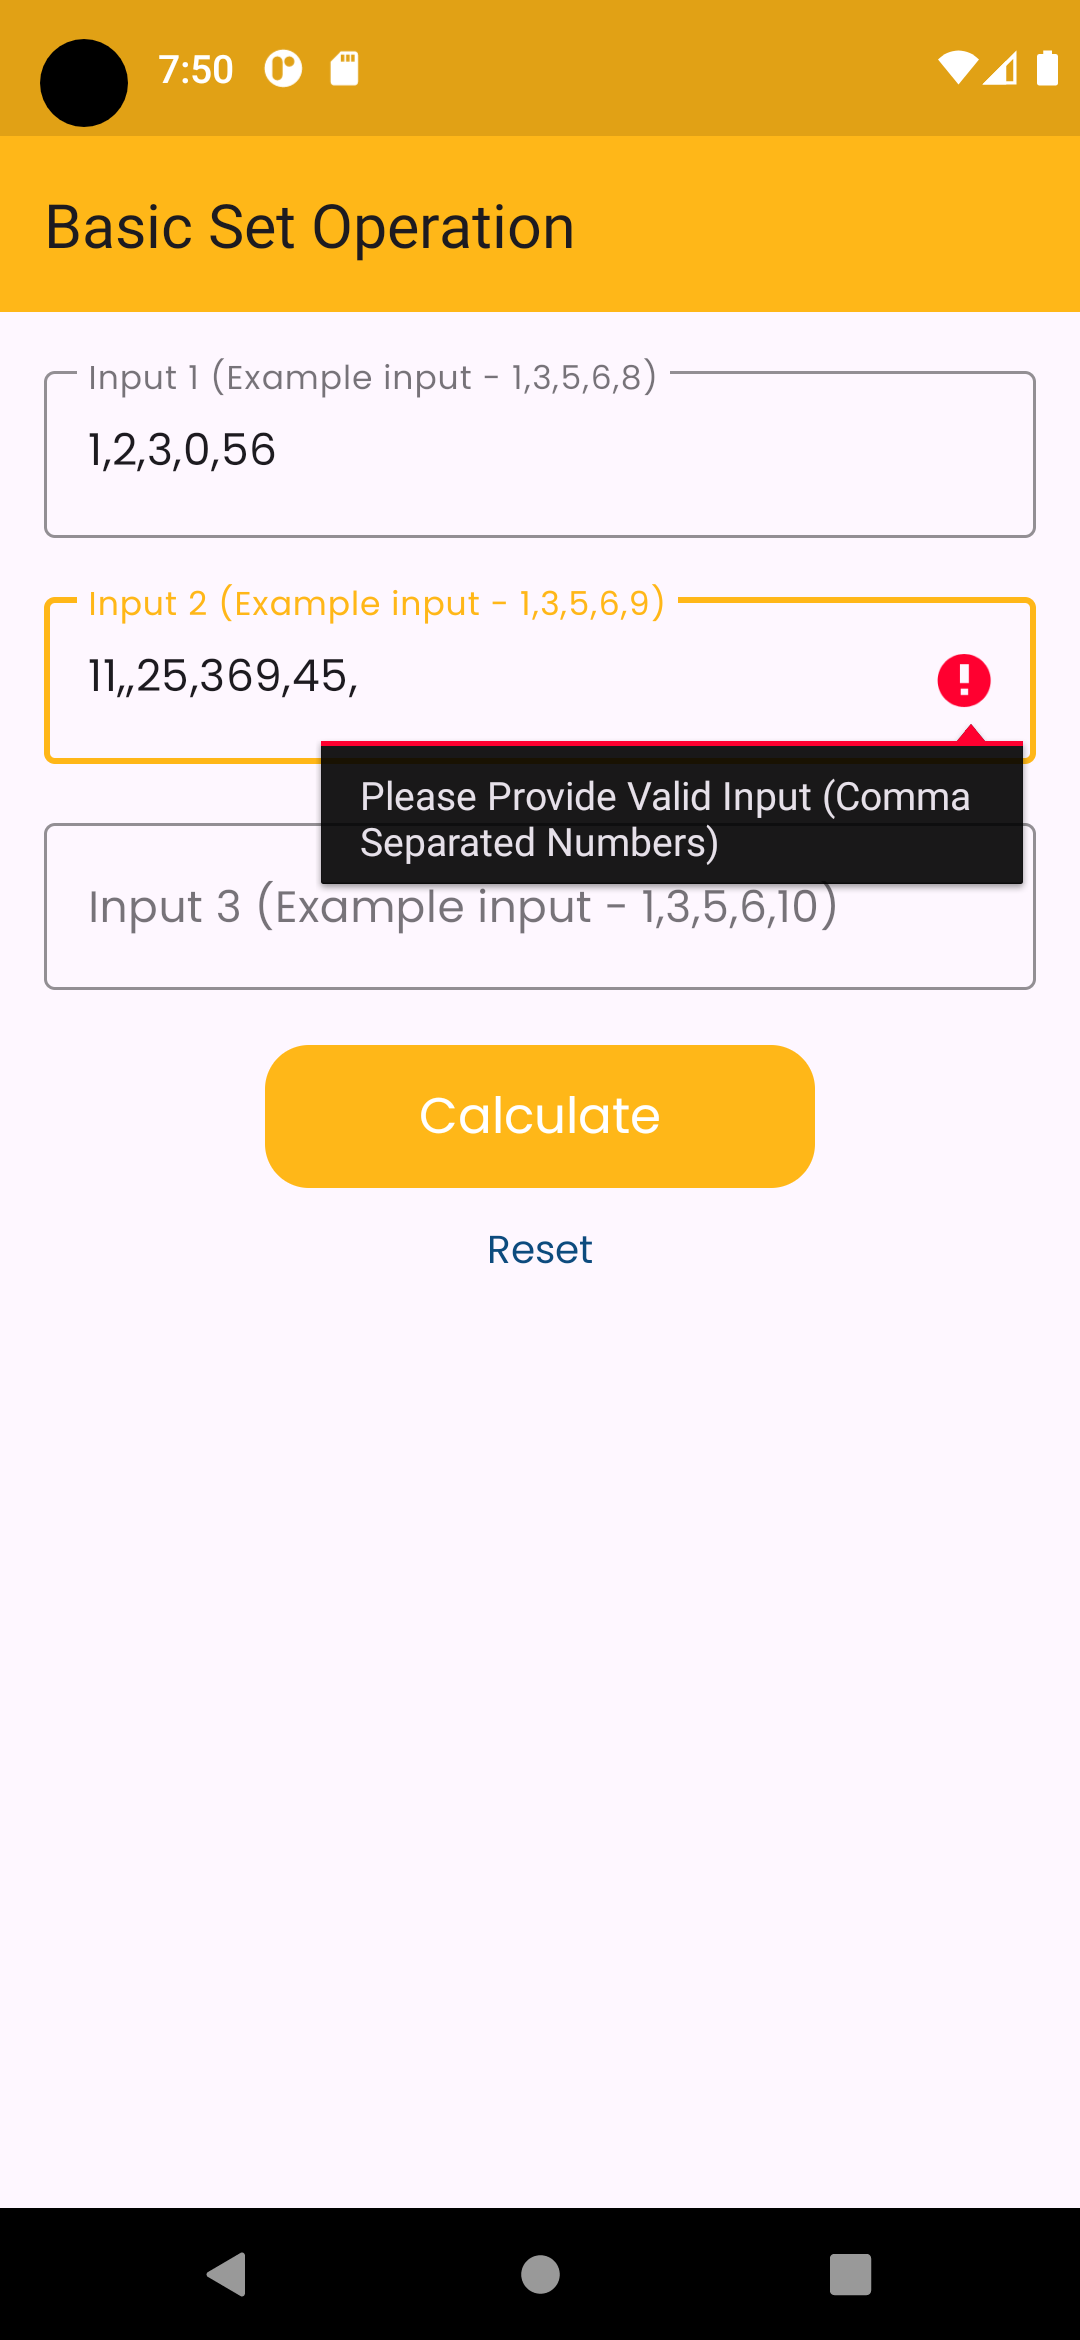 7:50
Basic Set Operation
Input 1 (Example input - 1,3,5,6,8)
1,2,3,0,56
Input 2 (Example input - 1,3,5,6,9)
11,,25,369,45,
Please Provide Valid Input (Comma
Separated Numbers)
Input 3 (Example input - 1,3,5,6,10)
Calculate
Reset